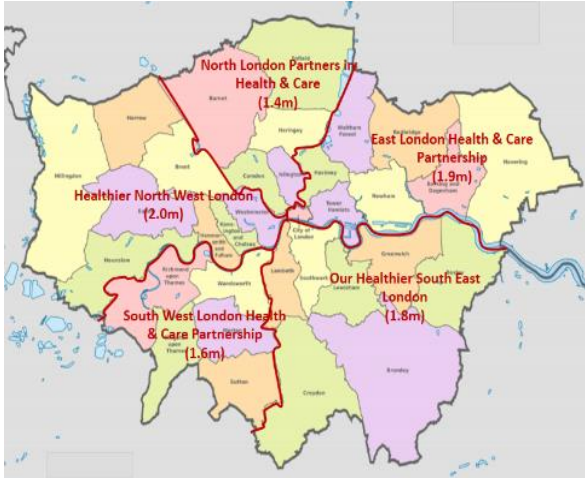 Enfield
North London Partners in
Health & Care
(1.4m)
Barnet
Harrow
Haringey
Waltham
Forest
Redbridge
East London Health & Care
Partnership
(1.9m)
Havering
Barking and
Dagenham
Hillingdon
Brent
Camden
Islington
Hackney
Newham
Tower
Hamlets
Healthier North West London
(2.0m)
Westminster
Kens-
ington
and
Chelsea
Hammer-
smith
and
Fulham
City of
London
Hounslow
Richmond
upon
Thames
Wandsworth
Lambeth
Southwark
Lewisham
Greenwich
Bexley
Our Healthier South East
London
(1.8m)
South West London Health
& Care Partnership
(1.6m)
Merton
upon
Thames
Sutton
Croydon
Bromley